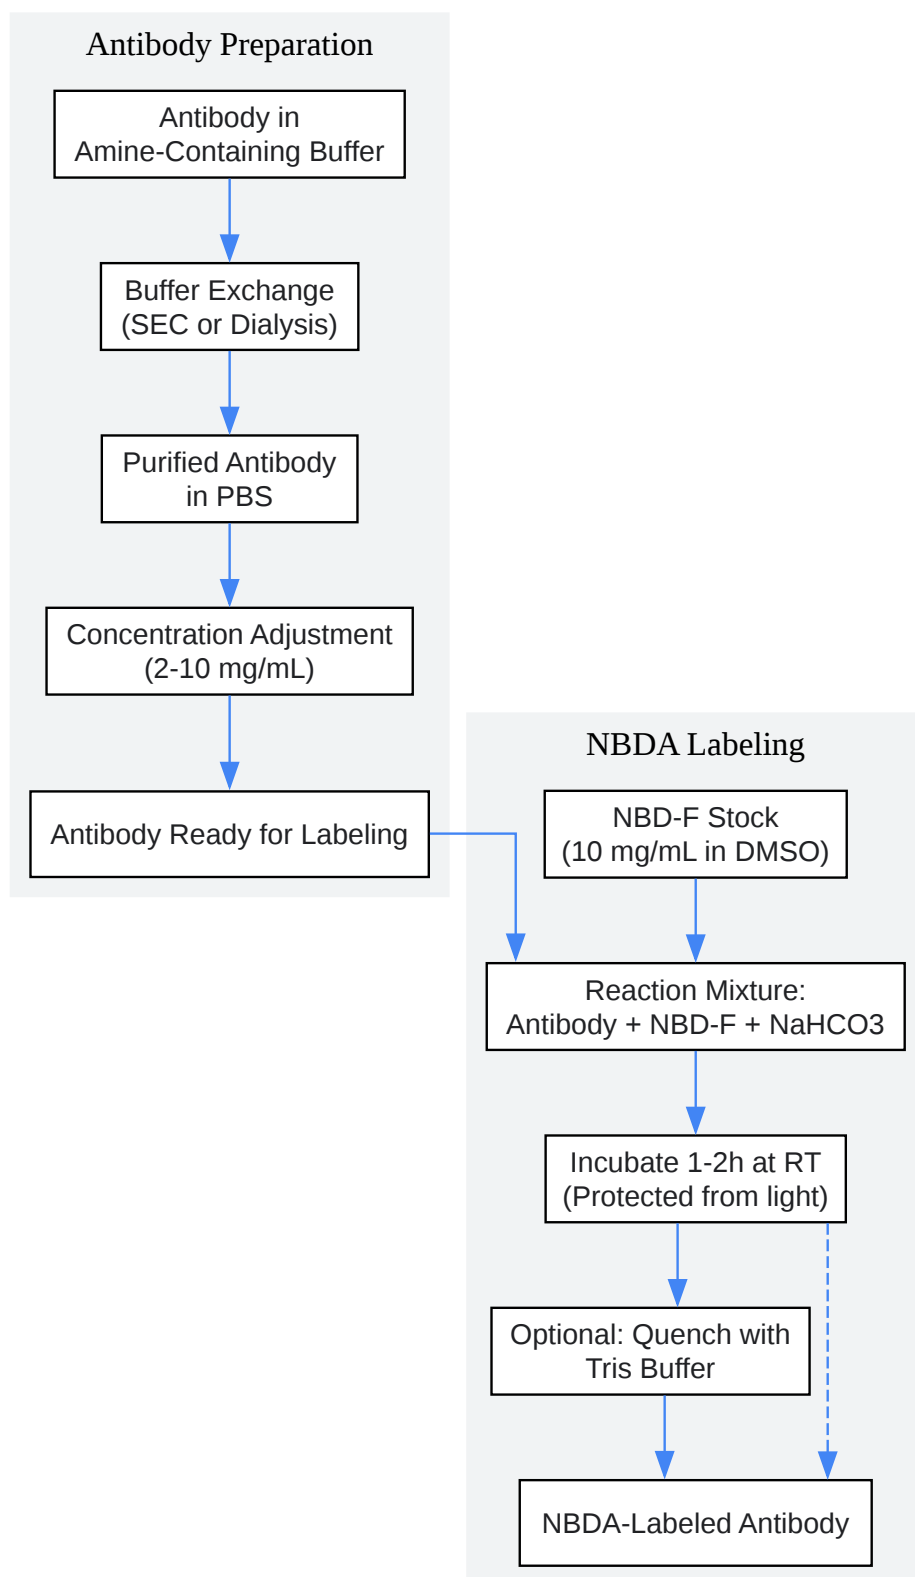 Antibody Preparation
Antibody in
Amine-Containing Buffer
Buffer Exchange
(SEC or Dialysis)
Purified Antibody
in PBS
Concentration Adjustment
(2-10 mg/mL)
Antibody Ready for Labeling
NBDA Labeling
NBD-F Stock
(10 mg/mL in DMSO)
Reaction Mixture:
Antibody + NBD-F + NaHCO3
Incubate 1-2h at RT
(Protected from light)
Optional: Quench with
Tris Buffer
NBDA-Labeled Antibody